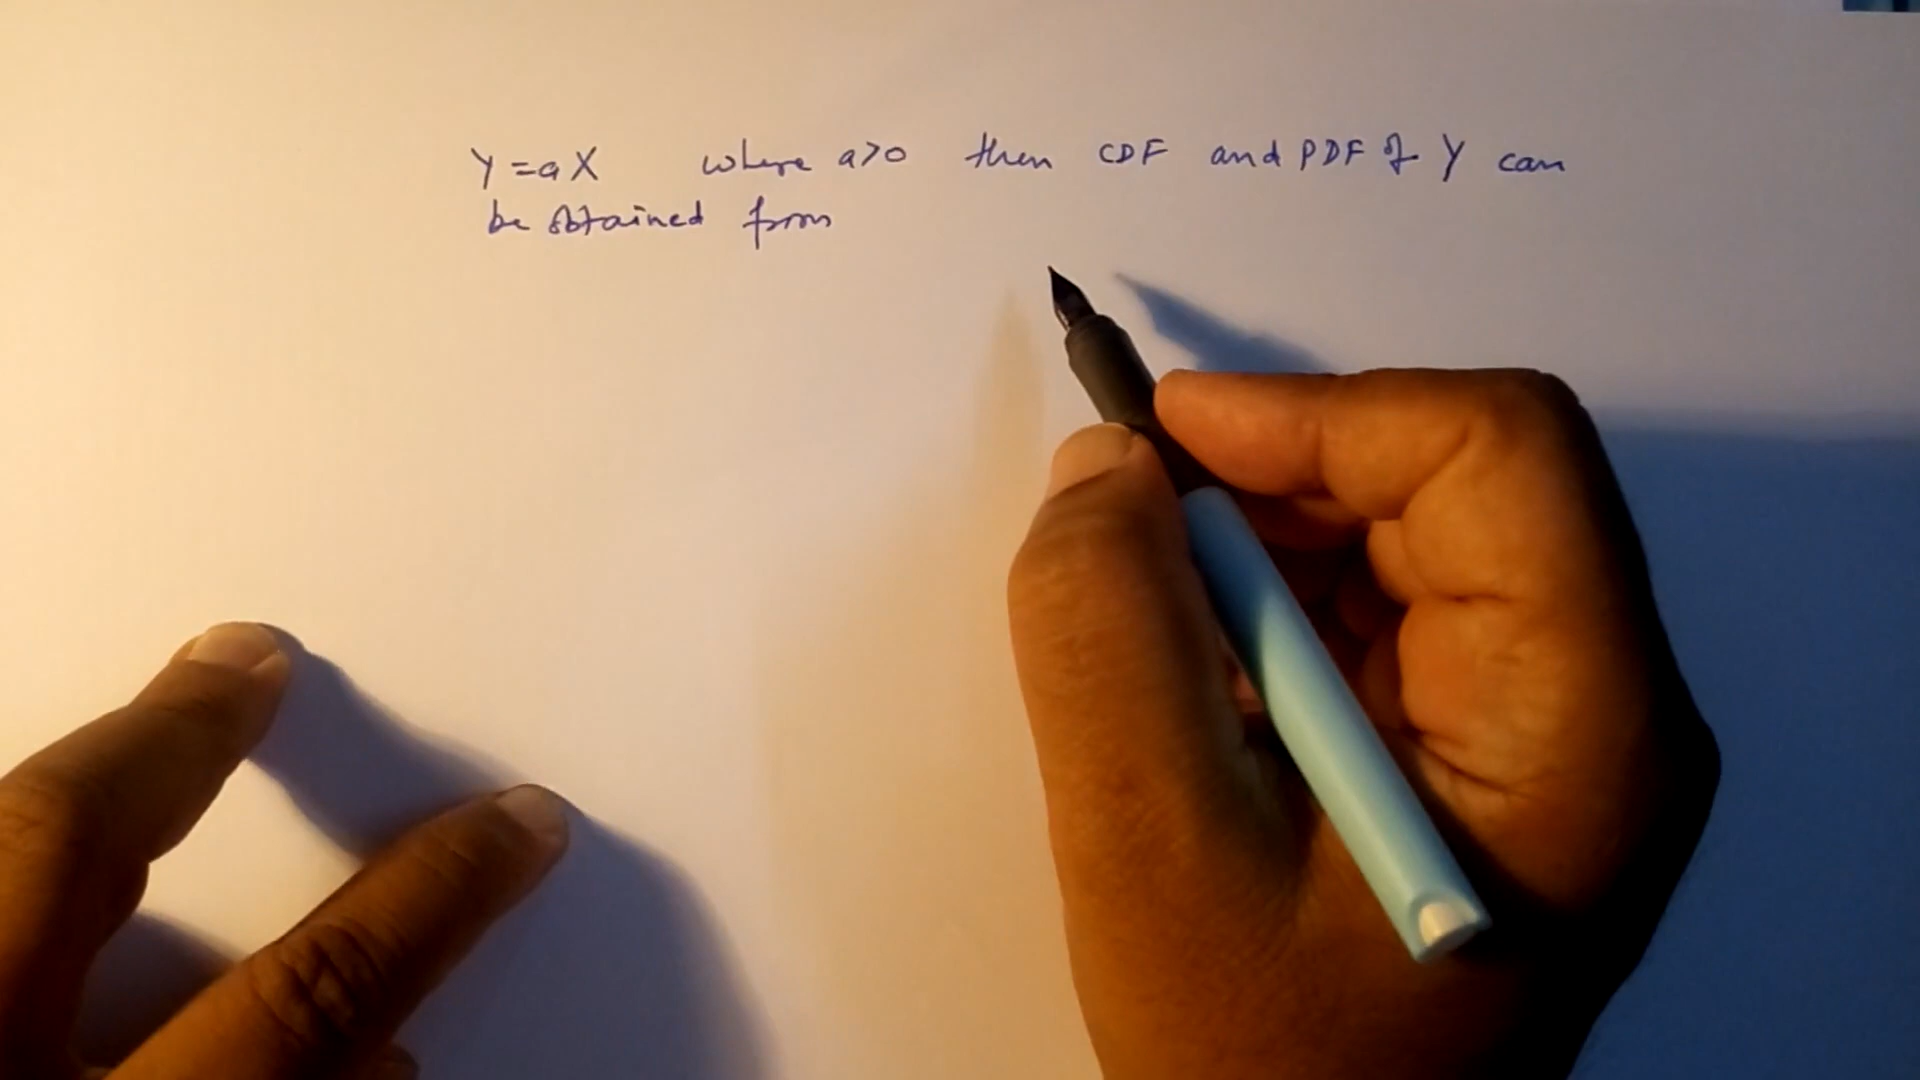 Y = aX where a>0 then CDF and PDF of Y can
be obtained from